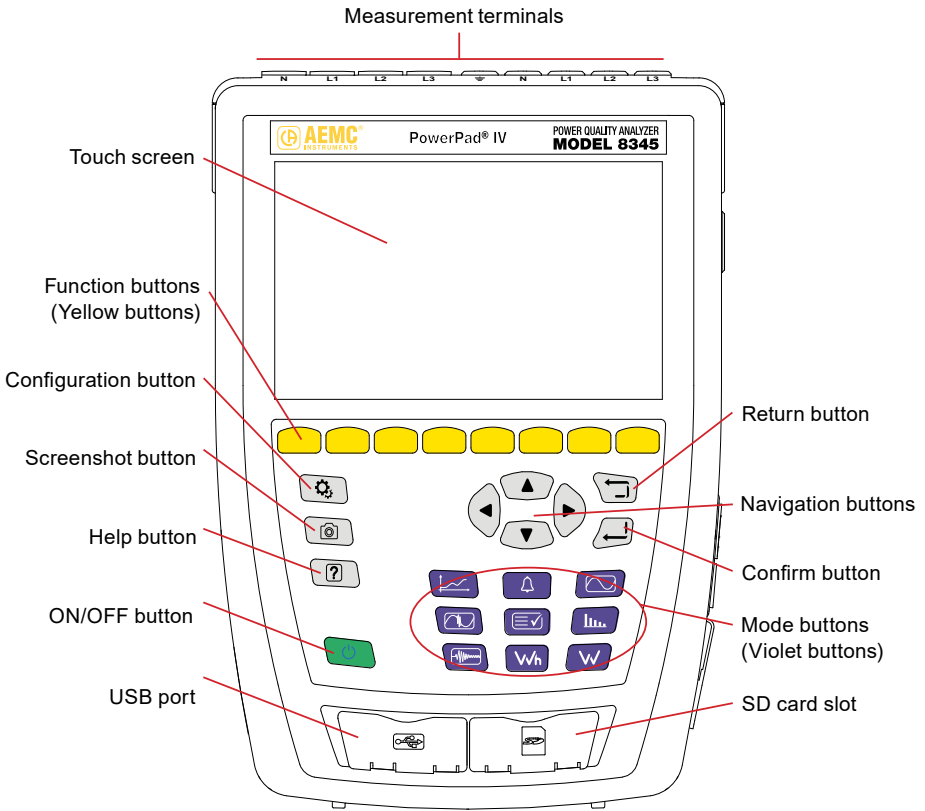 Measurement terminals
N L1 L2 L3 N L1 L2 L3
AEMC®
INSTRUMENTS
PowerPad® IV
POWER QUALITY ANALYZER
MODEL 8345
Touch screen
Function buttons
(Yellow buttons)
Configuration button
Screenshot button
Help button
?
ON/OFF button
USB port
Return button
Navigation buttons
Confirm button
Mode buttons
(Violet buttons)
Wh
W
SD card slot